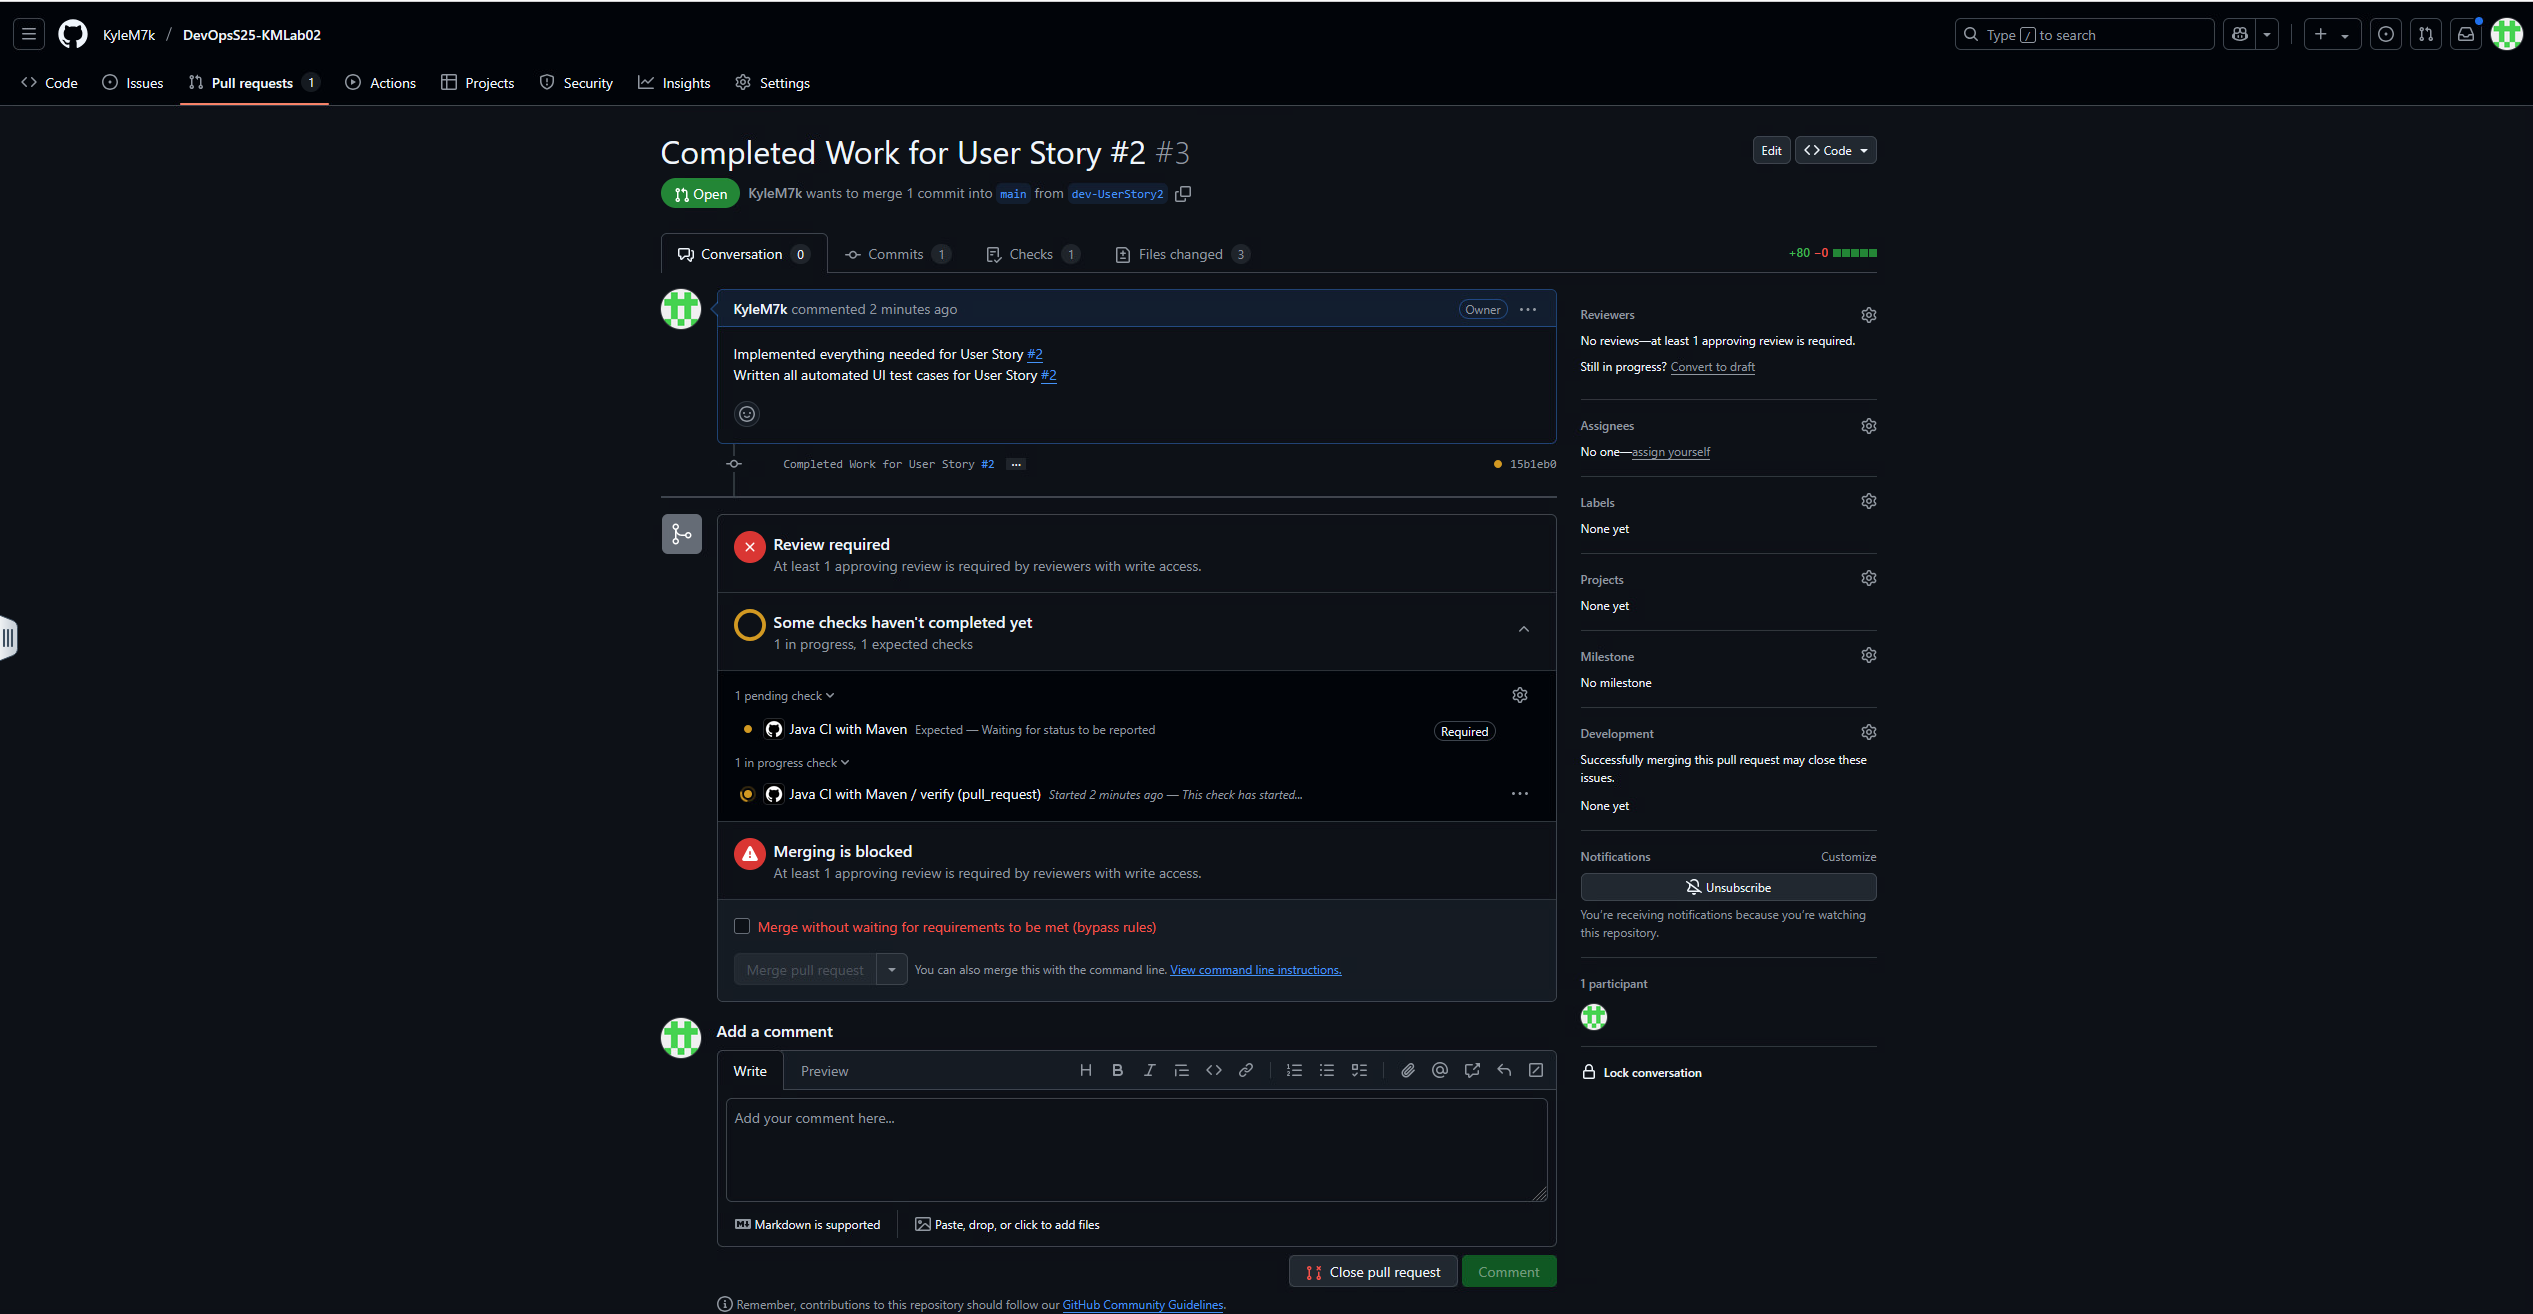 KyleM7k / DevOpsS25-KMLab02
Type / to search
Code
Issues
Pull requests 1
Actions
Projects
Security
Insights
Settings
Completed Work for User Story #2 #3
Edit
Code
Open
KyleM7k wants to merge 1 commit into main from dev-UserStory2
Conversation 0
Commits 1
Checks 1
Files changed 3
+80 −0
KyleM7k commented 2 minutes ago
Owner
Implemented everything needed for User Story #2
Written all automated UI test cases for User Story #2
Completed Work for User Story #2 ...
15b1eb0
Review required
At least 1 approving review is required by reviewers with write access.
Some checks haven't completed yet
1 in progress, 1 expected checks
1 pending check
Java CI with Maven Expected — Waiting for status to be reported
Required
1 in progress check
Java CI with Maven / verify (pull_request) Started 2 minutes ago — This check has started...
Merging is blocked
At least 1 approving review is required by reviewers with write access.
Merge without waiting for requirements to be met (bypass rules)
Merge pull request
You can also merge this with the command line. View command line instructions.
Add a comment
Write
Preview
Add your comment here...
Markdown is supported
Paste, drop, or click to add files
Close pull request
Comment
Remember, contributions to this repository should follow our GitHub Community Guidelines.
Reviewers
No reviews—at least 1 approving review is required.
Still in progress? Convert to draft
Assignees
No one—assign yourself
Labels
None yet
Projects
None yet
Milestone
No milestone
Development
Successfully merging this pull request may close these
issues.
None yet
Notifications
Customize
Unsubscribe
You're receiving notifications because you're watching
this repository.
1 participant
Lock conversation